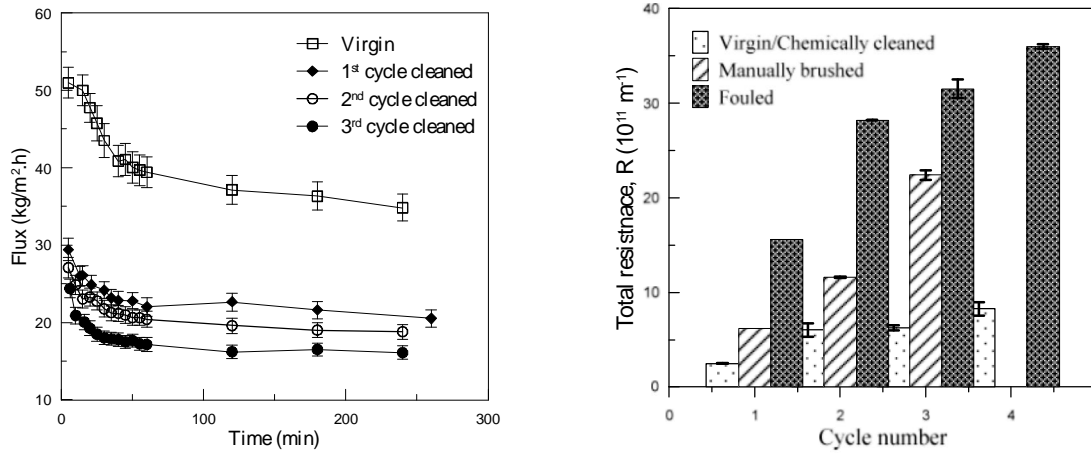 60
50
40
30
20
10
Flux (kg/m².h)
Virgin
1st cycle cleaned
2nd cycle cleaned
3rd cycle cleaned
0 100 200 300
Time (min)
40
30
20
10
0
Total resistnace, R (10¹¹ m⁻¹)
Virgin/Chemically cleaned
Manually brushed
Fouled
0 1 2 3 4
Cycle number